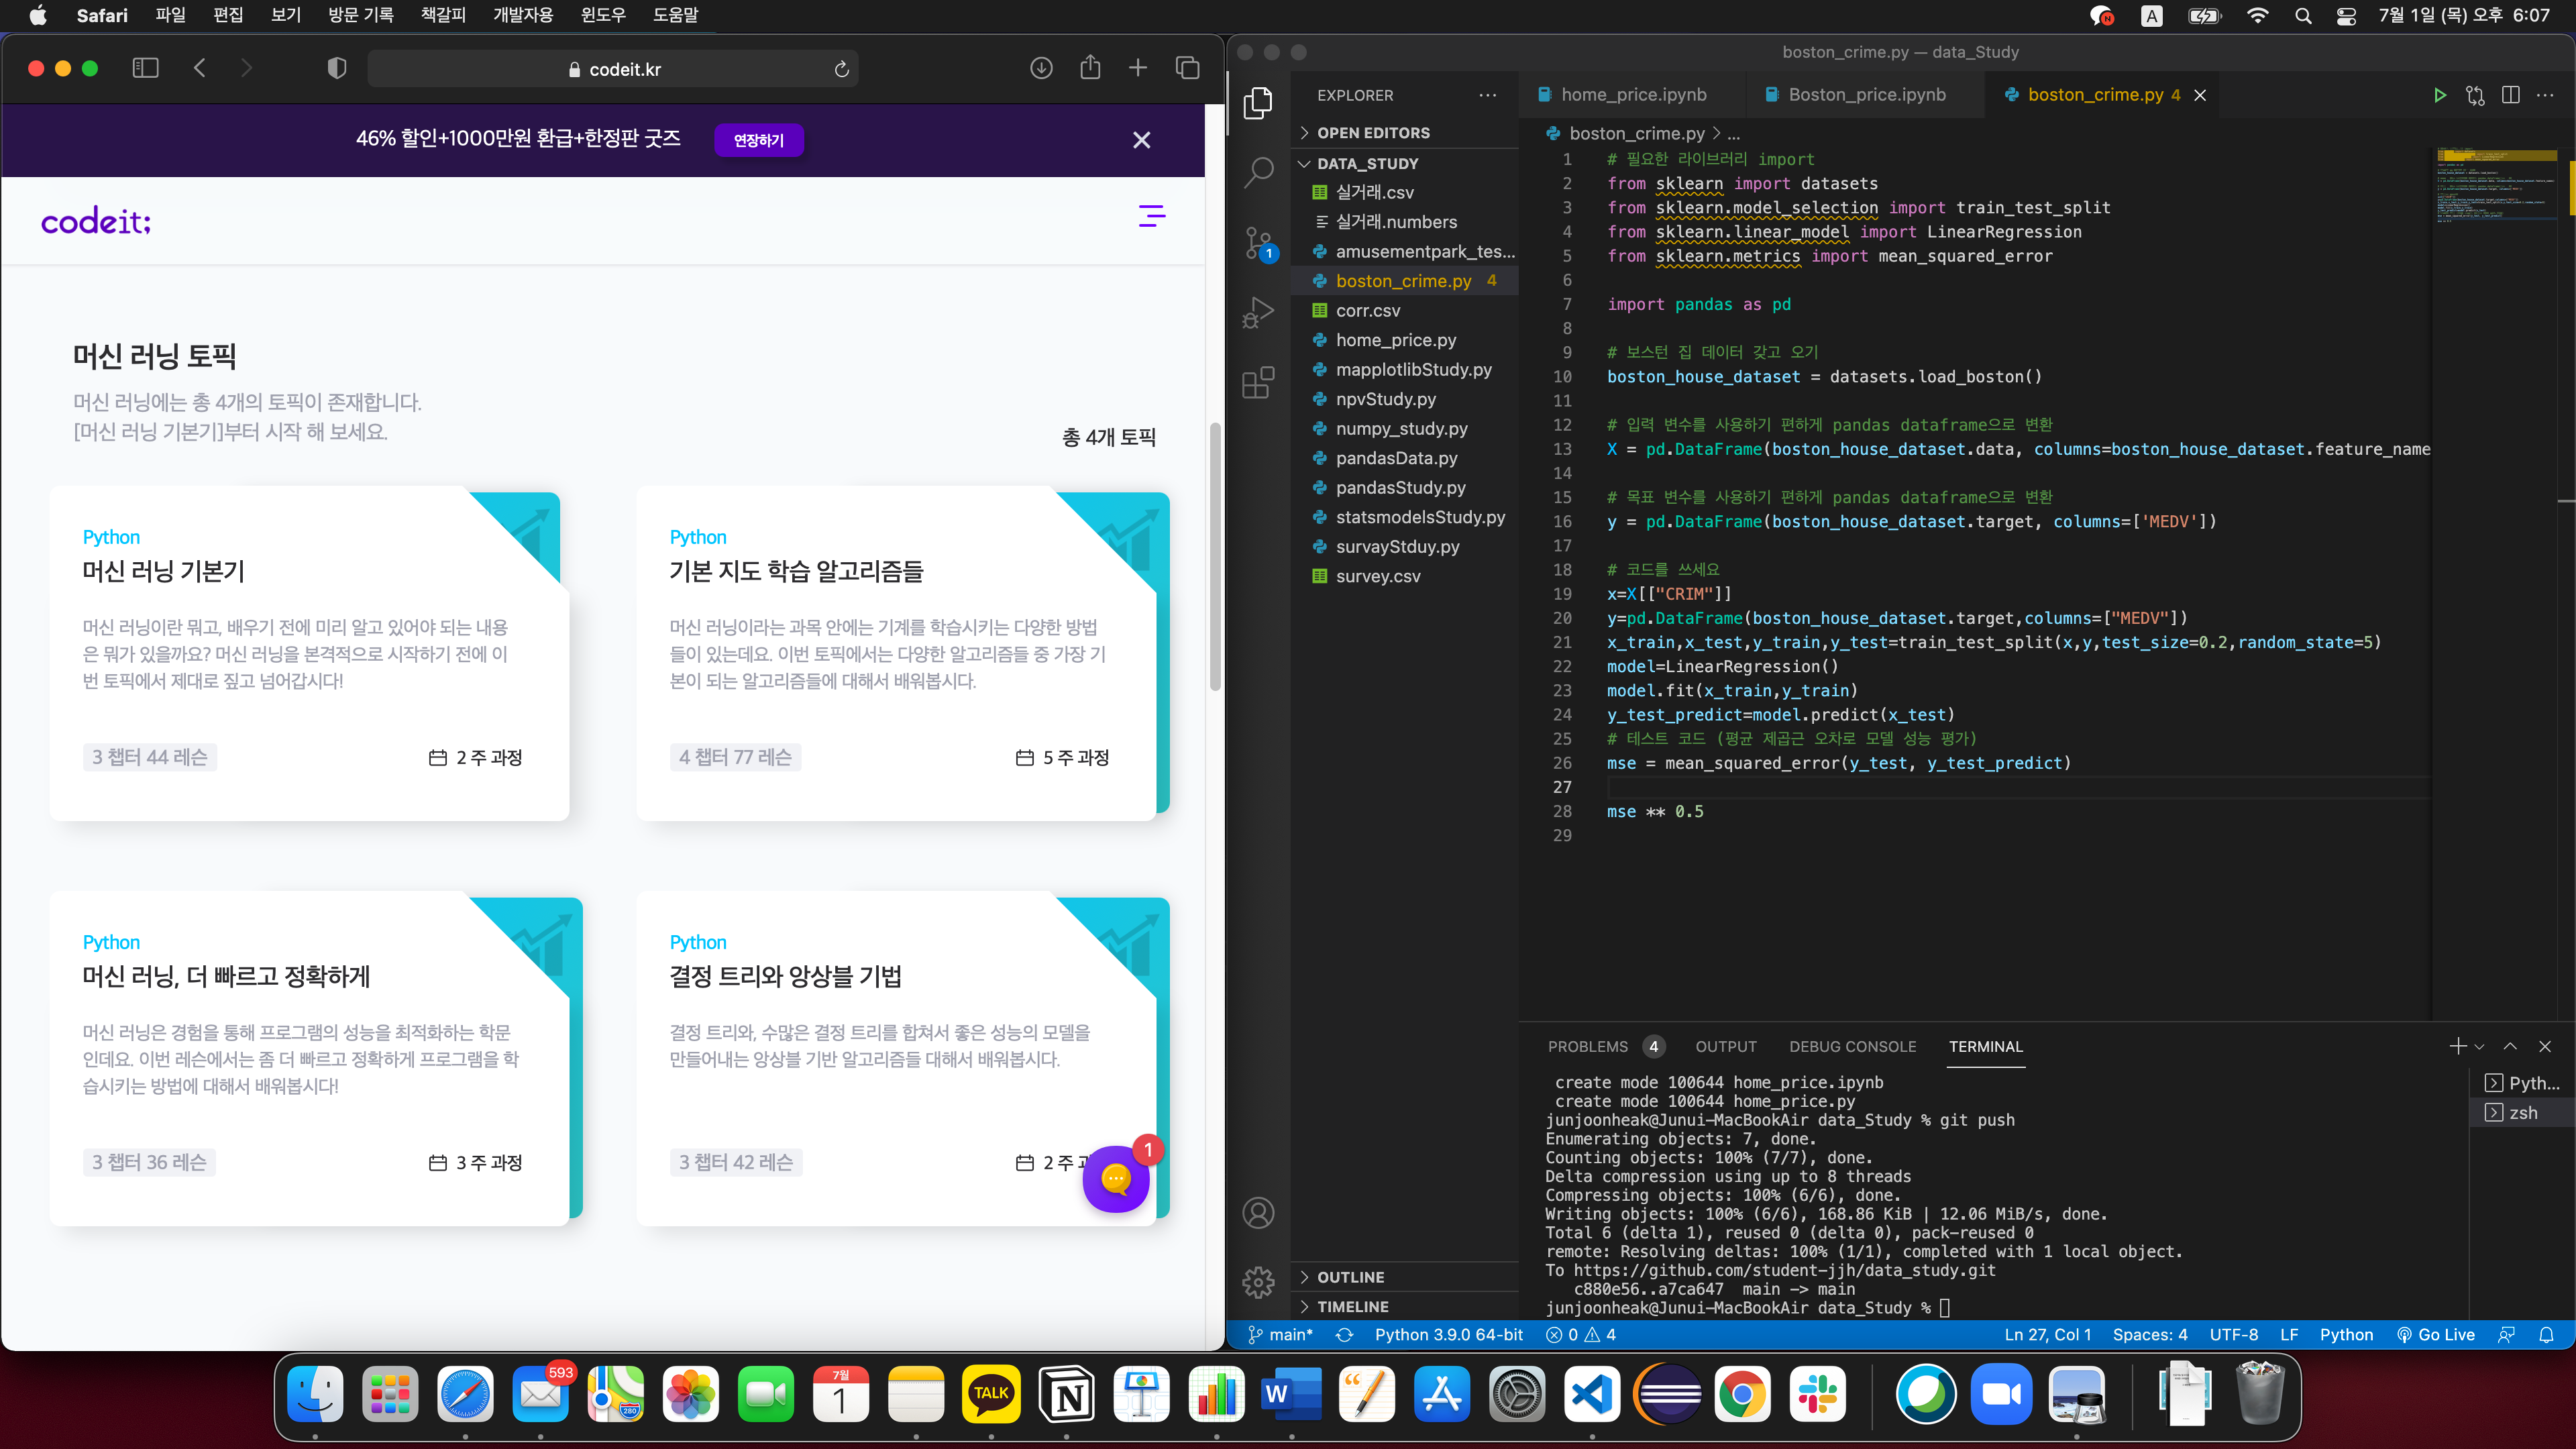 Safari 파일 편집 보기 방문 기록 책갈피 개발자용 윈도우 도움말
A 7월 1일 (목) 오후 6:07
codeit.kr
46% 할인+1000만원 환급+한정판 굿즈 연장하기
codeit;
머신 러닝 토픽
머신 러닝에는 총 4개의 토픽이 존재합니다.
[머신 러닝 기본기]부터 시작 해 보세요.
총 4개 토픽
Python
머신 러닝 기본기
머신 러닝이란 뭐고, 배우기 전에 미리 알고 있어야 되는 내용
은 뭐가 있을까요? 머신 러닝을 본격적으로 시작하기 전에 이
번 토픽에서 제대로 짚고 넘어갑시다!
3 챕터 44 레슨 2 주 과정
Python
기본 지도 학습 알고리즘들
머신 러닝이라는 과목 안에는 기계를 학습시키는 다양한 방법
들이 있는데요. 이번 토픽에서는 다양한 알고리즘들 중 가장 기
본이 되는 알고리즘들에 대해서 배워봅시다.
4 챕터 77 레슨 5 주 과정
Python
머신 러닝, 더 빠르고 정확하게
머신 러닝은 경험을 통해 프로그램의 성능을 최적화하는 학문
인데요. 이번 레슨에서는 좀 더 빠르고 정확하게 프로그램을 학
습시키는 방법에 대해서 배워봅시다!
3 챕터 36 레슨 3 주 과정
Python
결정 트리와 앙상블 기법
결정 트리와, 수많은 결정 트리를 합쳐서 좋은 성능의 모델을
만들어내는 앙상블 기반 알고리즘들 대해서 배워봅시다.
3 챕터 42 레슨 2 주
1
boston_crime.py — data_Study
1
EXPLORER
OPEN EDITORS
DATA_STUDY
실거래.csv
실거래.numbers
amusementpark_tes...
boston_crime.py 4
corr.csv
home_price.py
mapplotlibStudy.py
npvStudy.py
numpy_study.py
pandasData.py
pandasStudy.py
statsmodelsStudy.py
survayStduy.py
survey.csv
OUTLINE
TIMELINE
home_price.ipynb Boston_price.ipynb boston_crime.py 4
boston_crime.py > ...
1 # 필요한 라이브러리 import
2 from sklearn import datasets
3 from sklearn.model_selection import train_test_split
4 from sklearn.linear_model import LinearRegression
5 from sklearn.metrics import mean_squared_error
6
7 import pandas as pd
8
9 # 보스턴 집 데이터 갖고 오기
10 boston_house_dataset = datasets.load_boston()
11
12 # 입력 변수를 사용하기 편하게 pandas dataframe으로 변환
13 X = pd.DataFrame(boston_house_dataset.data, columns=boston_house_dataset.feature_name
14
15 # 목표 변수를 사용하기 편하게 pandas dataframe으로 변환
16 y = pd.DataFrame(boston_house_dataset.target, columns=['MEDV'])
17
18 # 코드를 쓰세요
19 x=X[["CRIM"]]
20 y=pd.DataFrame(boston_house_dataset.target,columns=["MEDV"])
21 x_train,x_test,y_train,y_test=train_test_split(x,y,test_size=0.2,random_state=5)
22 model=LinearRegression()
23 model.fit(x_train,y_train)
24 y_test_predict=model.predict(x_test)
25 # 테스트 코드 (평균 제곱근 오차로 모델 성능 평가)
26 mse = mean_squared_error(y_test, y_test_predict)
27
28 mse ** 0.5
29
PROBLEMS 4 OUTPUT DEBUG CONSOLE TERMINAL
create mode 100644 home_price.ipynb
create mode 100644 home_price.py
junjoonheak@Junui-MacBookAir data_Study % git push
Enumerating objects: 7, done.
Counting objects: 100% (7/7), done.
Delta compression using up to 8 threads
Compressing objects: 100% (6/6), done.
Writing objects: 100% (6/6), 168.86 KiB | 12.06 MiB/s, done.
Total 6 (delta 1), reused 0 (delta 0), pack-reused 0
remote: Resolving deltas: 100% (1/1), completed with 1 local object.
To https://github.com/student-jjh/data_study.git
c880e56..a7ca647 main -> main
junjoonheak@Junui-MacBookAir data_Study %
Pyth...
zsh
main* Python 3.9.0 64-bit 0 4 Ln 27, Col 1 Spaces: 4 UTF-8 LF Python Go Live
593
280
7월
1
TALK
N
W